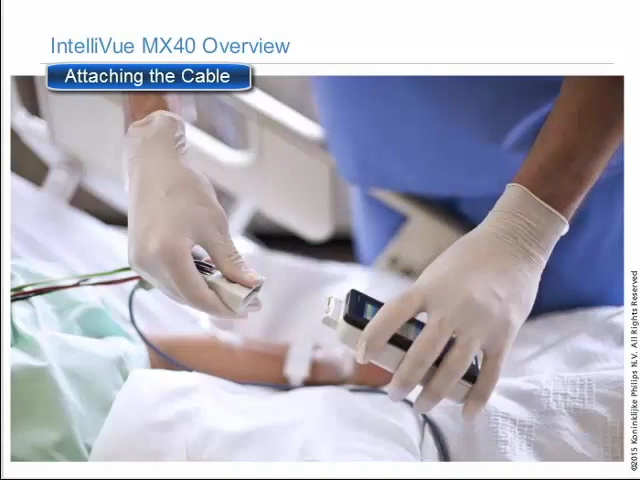 IntelliVue MX40 Overview
Attaching the Cable
©2015 Koninklijke Philips N.V. All Rights Reserved